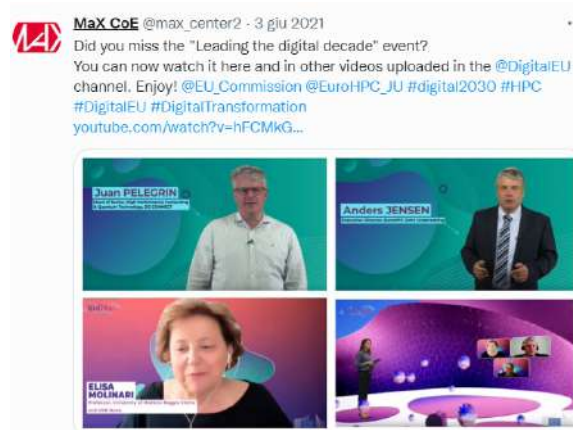 MAX
MaX CoE @max_center2 · 3 giu 2021
Did you miss the "Leading the digital decade" event?
You can now watch it here and in other videos uploaded in the @DigitalEU
channel. Enjoy! @EU_Commission @EuroHPC_JU #digital2030 #HPC
#DigitalEU #DigitalTransformation
youtube.com/watch?v=hFCMkG...
Juan PELEGRIN
Anders JENSEN
ELISA
MOLINARI